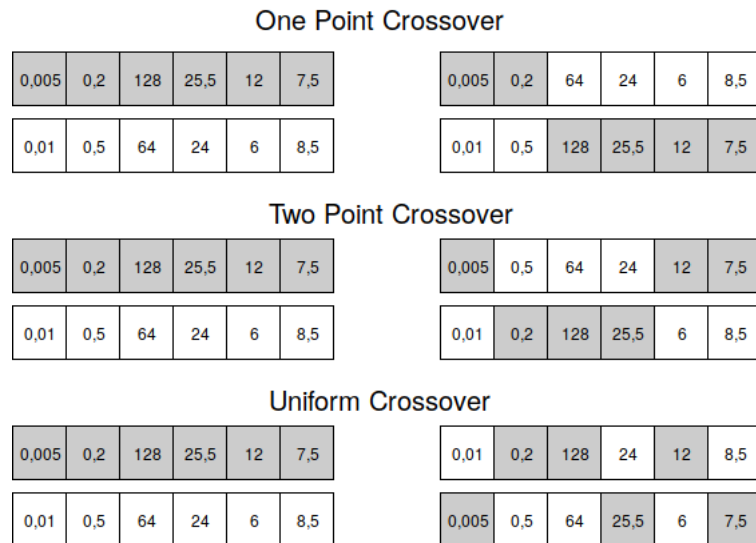 One Point Crossover
0,005 0,2 128 25,5 12 7,5 0,005 0,2 64 24 6 8,5
0,01 0,5 64 24 6 8,5 0,01 0,5 128 25,5 12 7,5
Two Point Crossover
0,005 0,2 128 25,5 12 7,5 0,005 0,5 64 24 12 7,5
0,01 0,5 64 24 6 8,5 0,01 0,2 128 25,5 6 8,5
Uniform Crossover
0,005 0,2 128 25,5 12 7,5 0,01 0,2 128 24 12 8,5
0,01 0,5 64 24 6 8,5 0,005 0,5 64 25,5 6 7,5